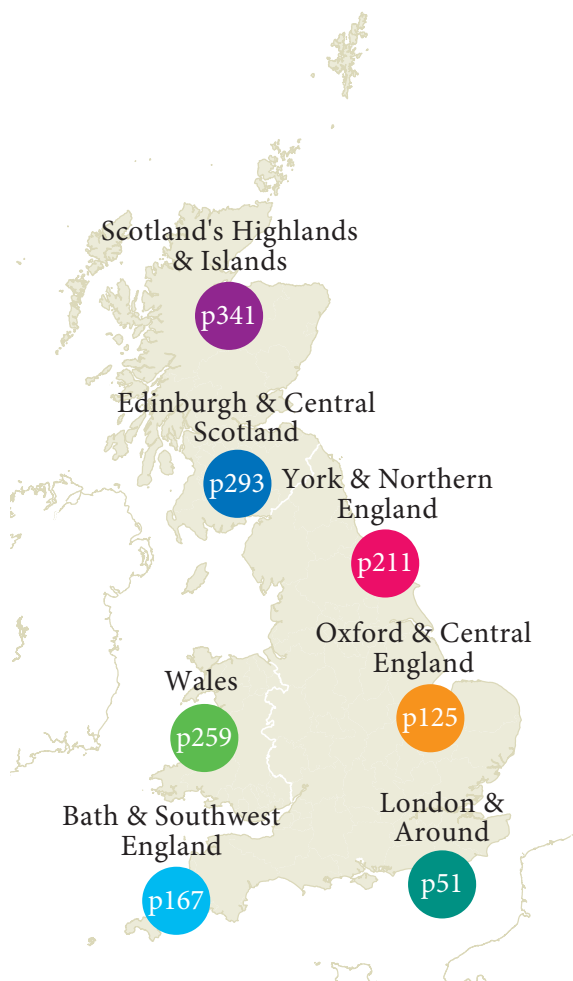 Scotland's Highlands
& Islands
p341
Edinburgh & Central
Scotland
p293
York & Northern
England
p211
Oxford & Central
England
p125
Wales
p259
London &
Around
p51
Bath & Southwest
England
p167